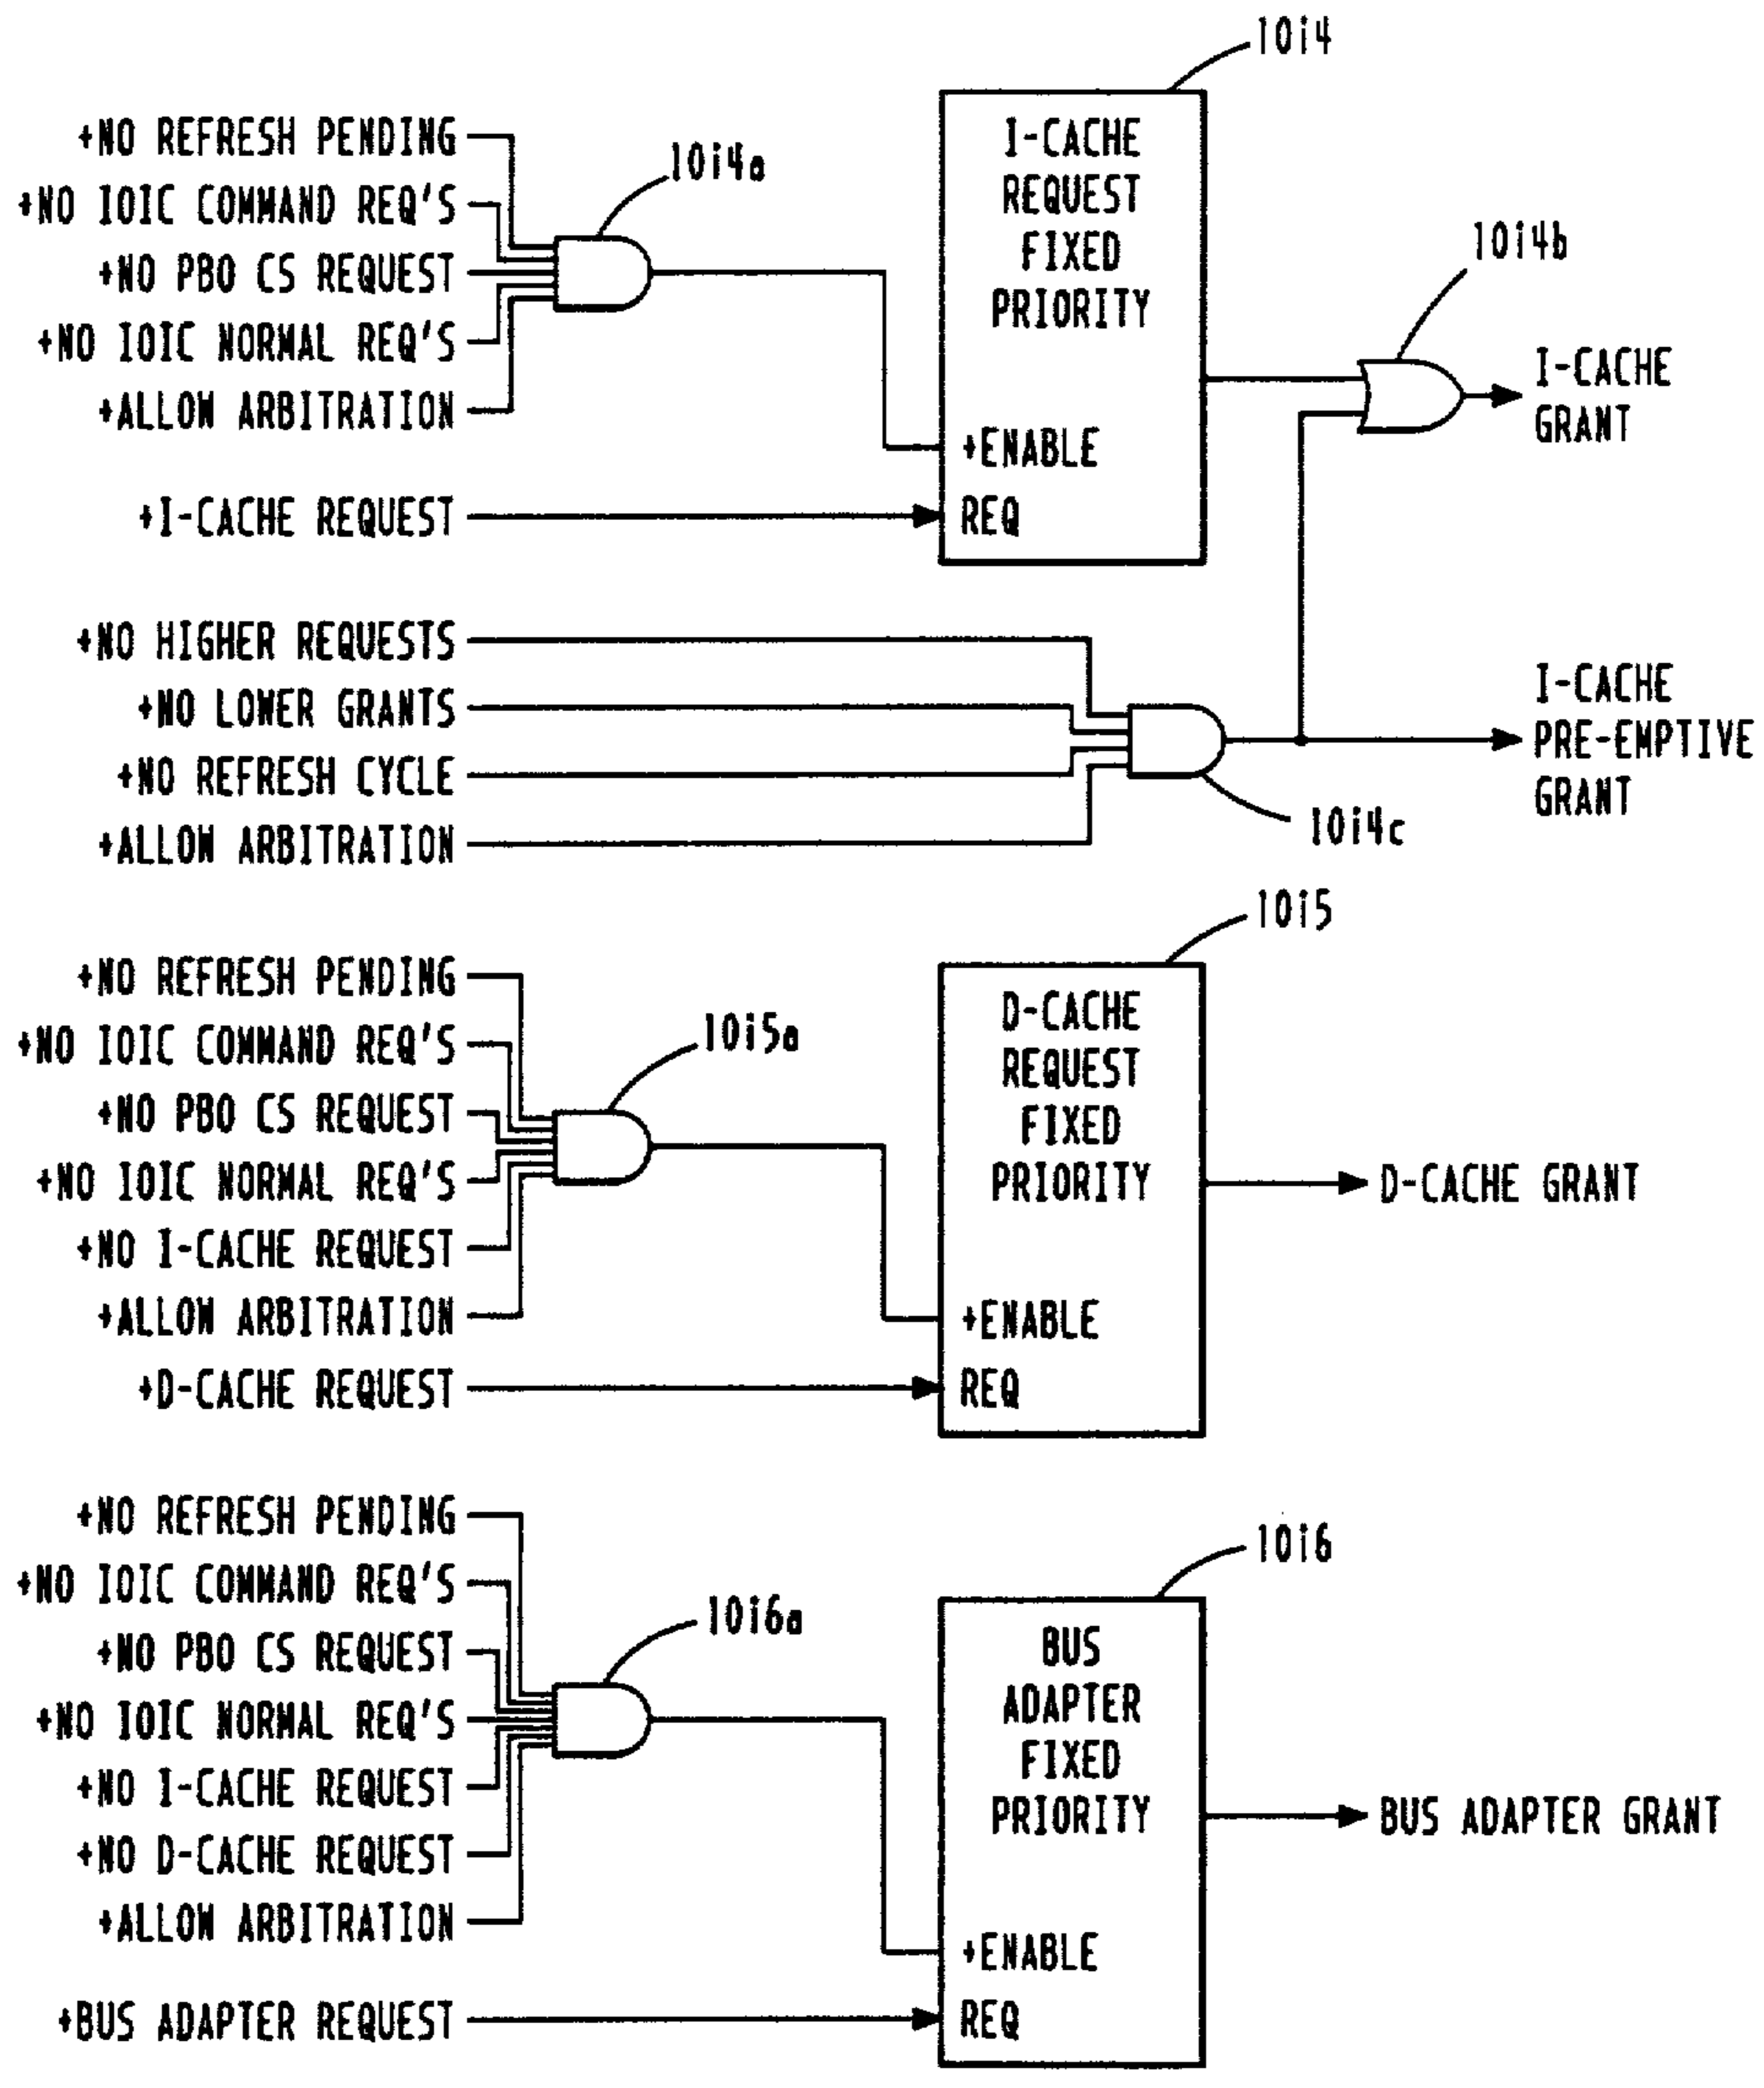 10i4
+NO REFRESH PENDING
+NO IOIC COMMAND REQ'S
+NO PBO CS REQUEST
+NO IOIC NORMAL REQ'S
+ALLOW ARBITRATION
10i4a
I-CACHE
REQUEST
FIXED
PRIORITY
+ENABLE
+I-CACHE REQUEST
REQ
10i4b
I-CACHE
GRANT
+NO HIGHER REQUESTS
+NO LOWER GRANTS
+NO REFRESH CYCLE
+ALLOW ARBITRATION
10i4c
I-CACHE
PRE-EMPTIVE
GRANT
10i5
+NO REFRESH PENDING
+NO IOIC COMMAND REQ'S
+NO PBO CS REQUEST
+NO IOIC NORMAL REQ'S
+NO I-CACHE REQUEST
+ALLOW ARBITRATION
10i5a
D-CACHE
REQUEST
FIXED
PRIORITY
+ENABLE
+D-CACHE REQUEST
REQ
D-CACHE GRANT
10i6
+NO REFRESH PENDING
+NO IOIC COMMAND REQ'S
+NO PBO CS REQUEST
+NO IOIC NORMAL REQ'S
+NO I-CACHE REQUEST
+NO D-CACHE REQUEST
+ALLOW ARBITRATION
10i6a
BUS
ADAPTER
FIXED
PRIORITY
+ENABLE
+BUS ADAPTER REQUEST
REQ
BUS ADAPTER GRANT